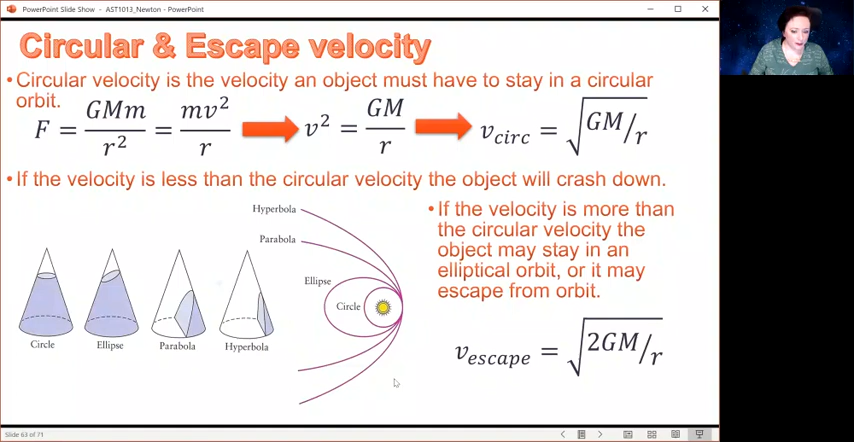 PowerPoint Slide Show - AST1013_Newton - PowerPoint
Circular & Escape velocity
• Circular velocity is the velocity an object must have to stay in a circular
orbit.
F = GMm/r² = mv²/r → v² = GM/r → v_circ = √(GM/r)
• If the velocity is less than the circular velocity the object will crash down.
• If the velocity is more than
the circular velocity the
object may stay in an
elliptical orbit, or it may
escape from orbit.
v_escape = √(2GM/r)
Hyperbola
Parabola
Ellipse
Circle
Circle
Ellipse
Parabola
Hyperbola
Slide 63 of 71